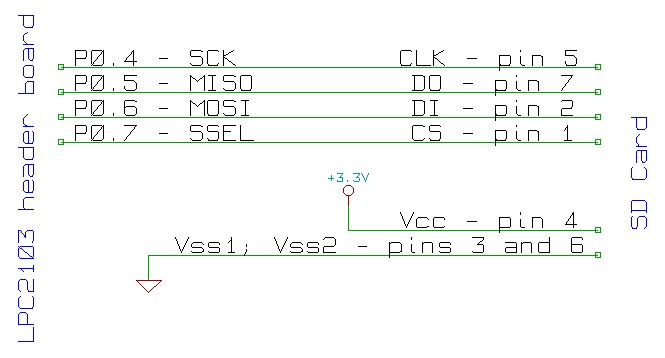 LPC2103 header board
P0.4 - SCK CLK - pin 5
P0.5 - MISO DO - pin 7
P0.6 - MOSI DI - pin 2
P0.7 - SSEL CS - pin 1
SD Card
+3.3V
Vcc - pin 4
Vss1; Vss2 - pins 3 and 6